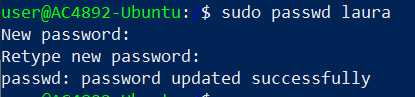 user@AC4892-Ubuntu:/$ sudo passwd laura
New password:
Retype new password:
passwd: password updated successfully